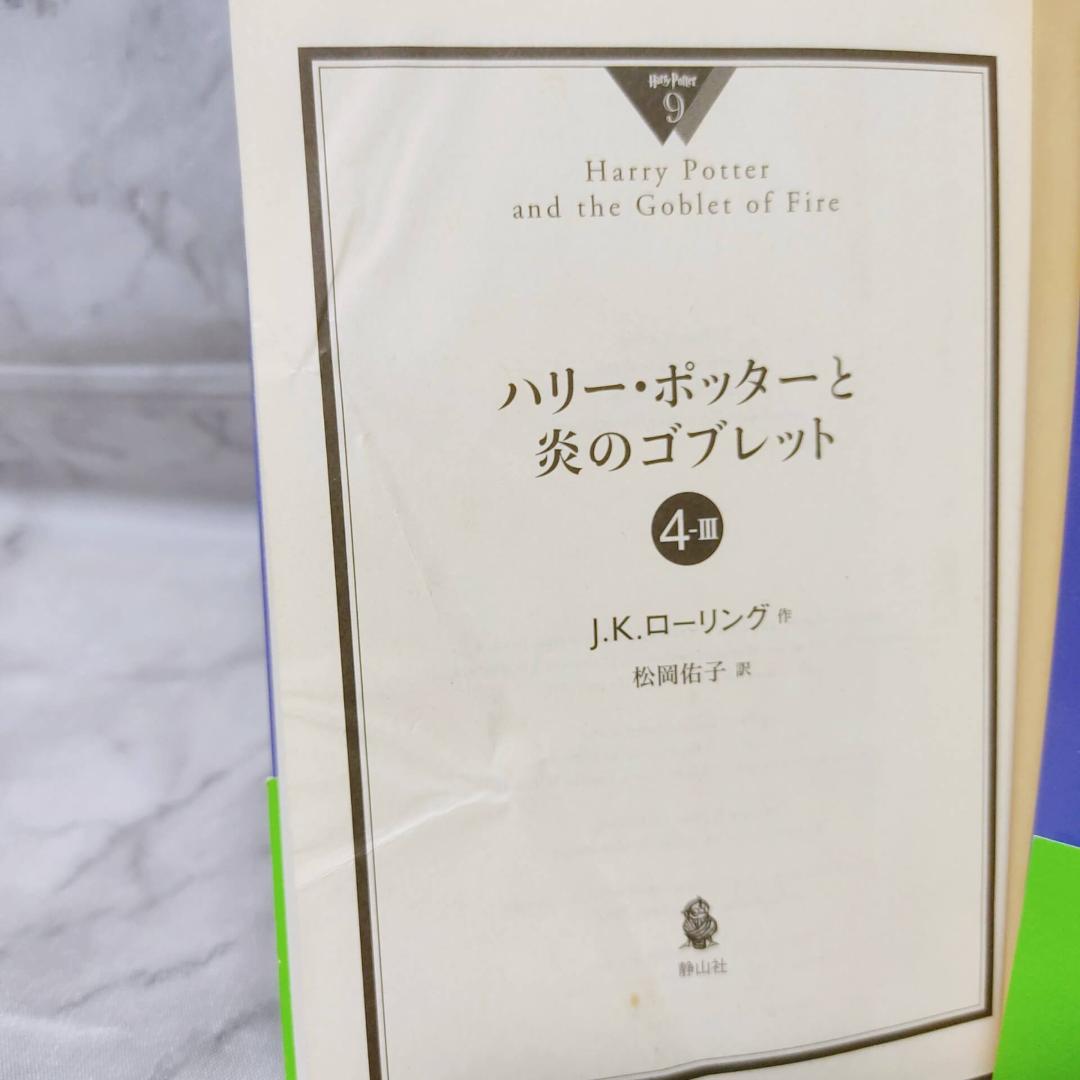 Harry Potter
9
Harry Potter
and the Goblet of Fire
ハリー・ポッターと
炎のゴブレット
4-III
J.K.ローリング 作
松岡佑子 訳
静山社